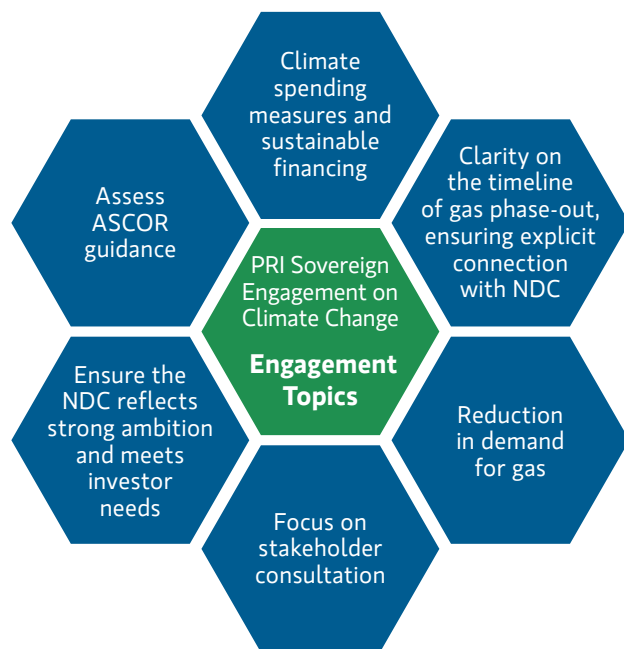 Climate
spending
measures and
sustainable
financing
Clarity on
the timeline
of gas phase-out,
ensuring explicit
connection
with NDC
Assess
ASCOR
guidance
PRI Sovereign
Engagement on
Climate Change
Engagement
Topics
Ensure the
NDC reflects
strong ambition
and meets
investor
needs
Reduction
in demand
for gas
Focus on
stakeholder
consultation